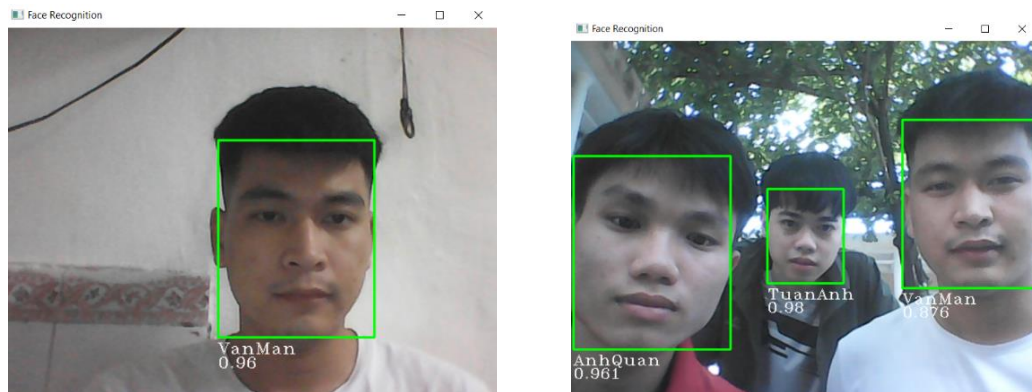 Face Recognition
VanMan
0.96
Face Recognition
AnhQuan
0.961
TuanAnh
0.98
VanMan
0.876